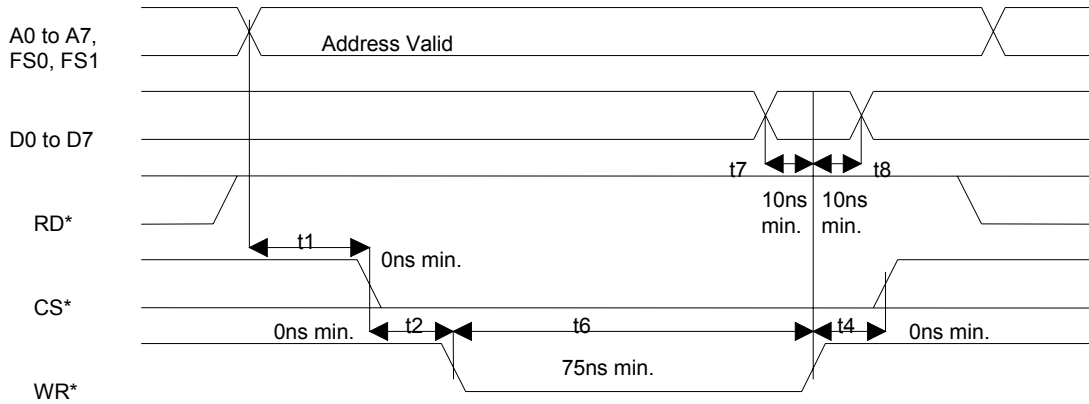 A0 to A7,
FS0, FS1
Address Valid
D0 to D7
t7
t8
10ns
min.
10ns
min.
RD*
t1
0ns min.
CS*
0ns min.
t2
t6
t4
0ns min.
75ns min.
WR*